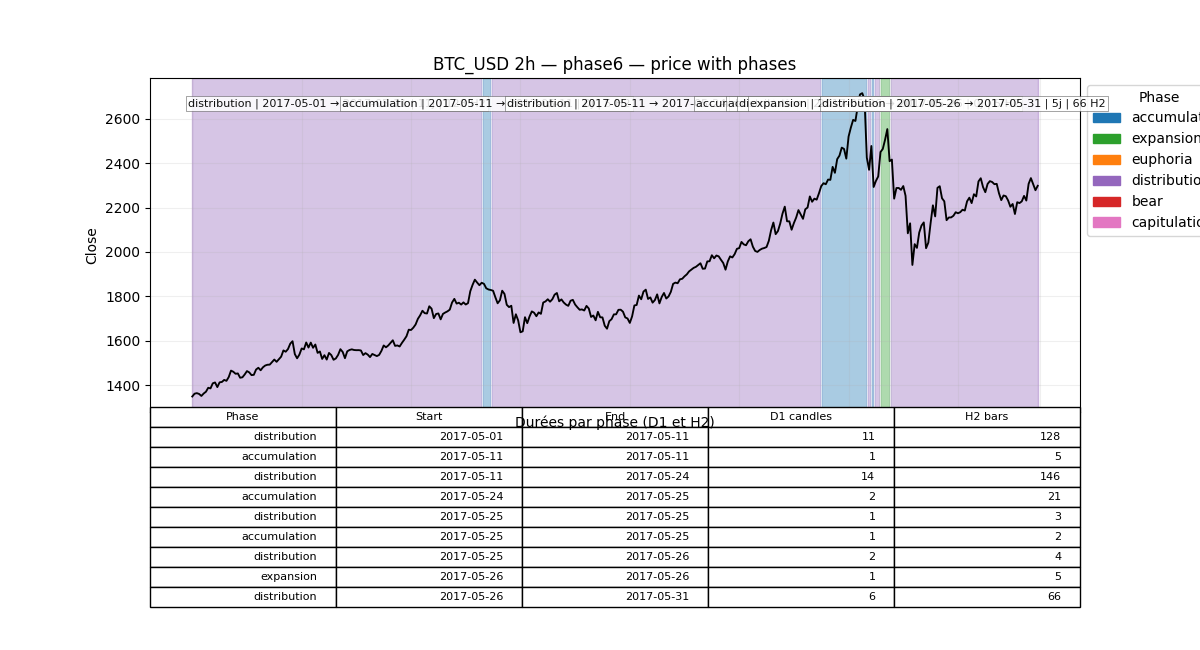 BTC_USD 2h — phase6 — price with phases
distribution | 2017-05-01 → accumulation | 2017-05-11 → distribution | 2017-05-11 → 2017- expansion | distribution | 2017-05-26 → 2017-05-31 | 5j | 66 H2
Phase
accumulat
expansion
euphoria
distributio
bear
capitulatio
Close
2600
2400
2200
2000
1800
1600
1400
Durées par phase (D1 et H2)
Phase Start End D1 candles H2 bars
distribution 2017-05-01 2017-05-11 11 128
accumulation 2017-05-11 2017-05-11 1 5
distribution 2017-05-11 2017-05-24 14 146
accumulation 2017-05-24 2017-05-25 2 21
distribution 2017-05-25 2017-05-25 1 3
accumulation 2017-05-25 2017-05-25 1 2
distribution 2017-05-25 2017-05-26 2 4
expansion 2017-05-26 2017-05-26 1 5
distribution 2017-05-26 2017-05-31 6 66